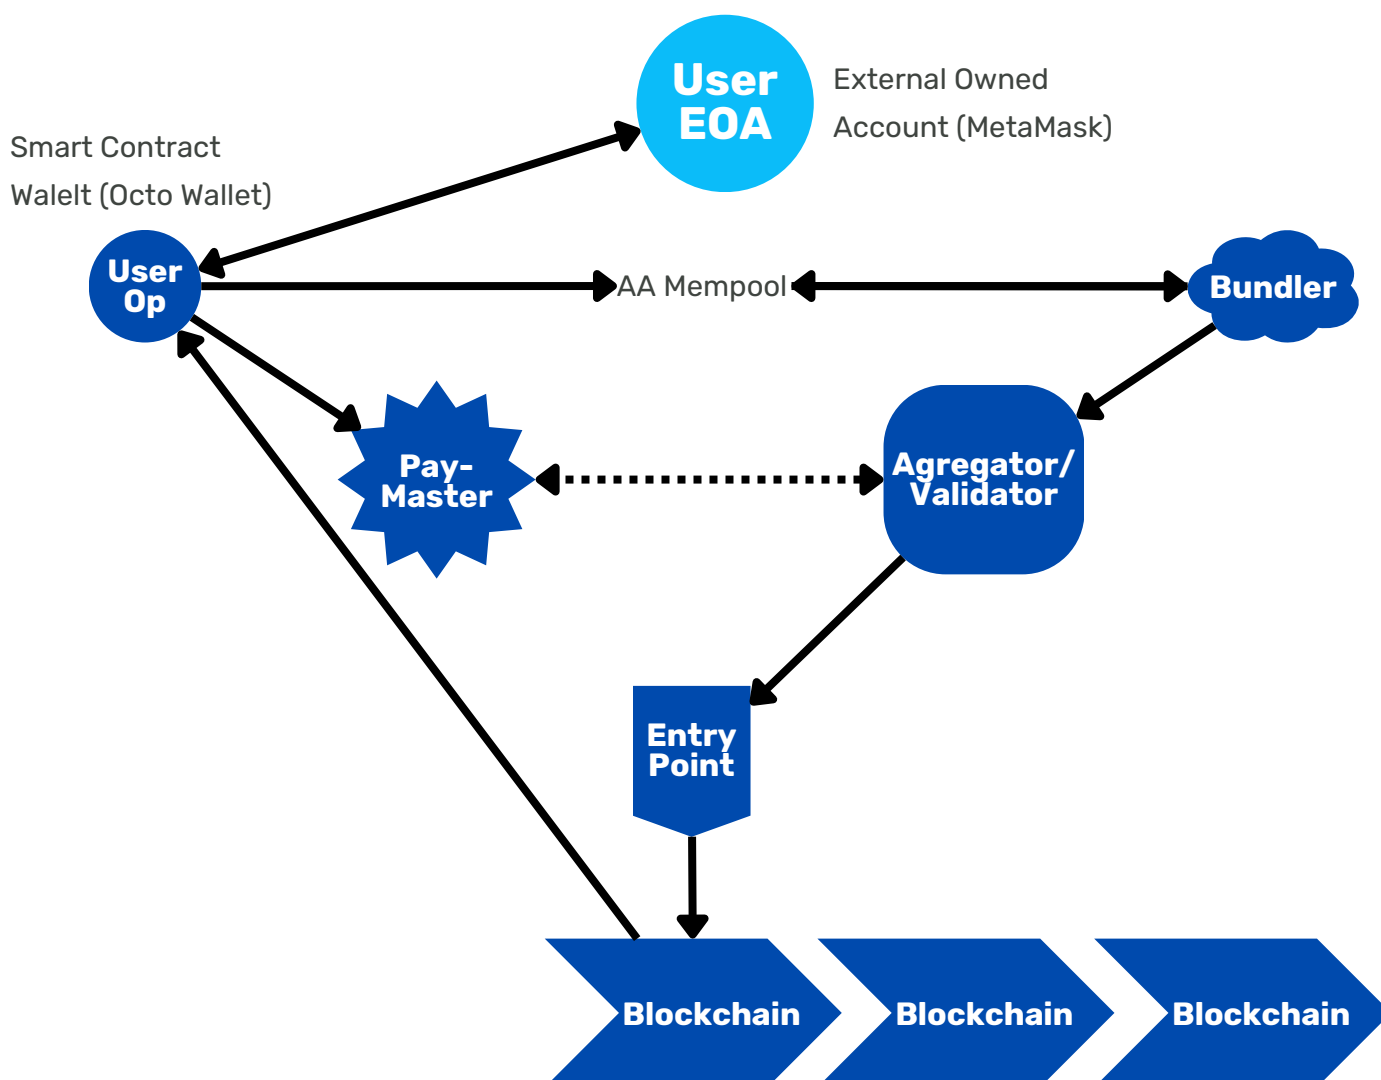 User
EOA
External Owned
Account (MetaMask)
Smart Contract
Walelt (Octo Wallet)
User
Op
AA Mempool
Bundler
Pay-
Master
Agregator/
Validator
Entry
Point
Blockchain
Blockchain
Blockchain